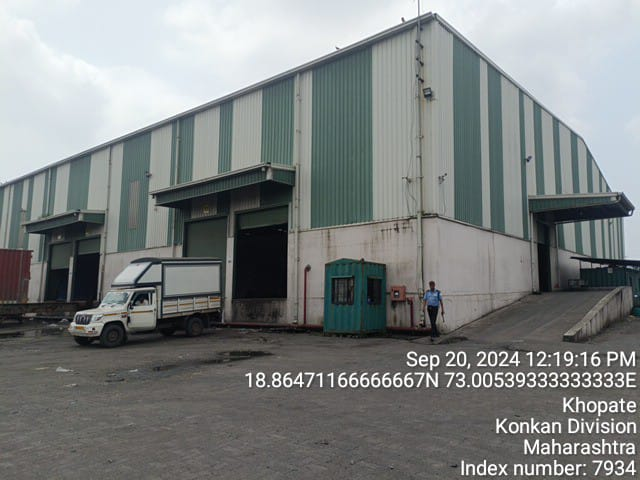 Sep 20, 2024 12:19:16 PM
18.86471166666667N 73.00539333333333E
Khopate
Konkan Division
Maharashtra
Index number: 7934